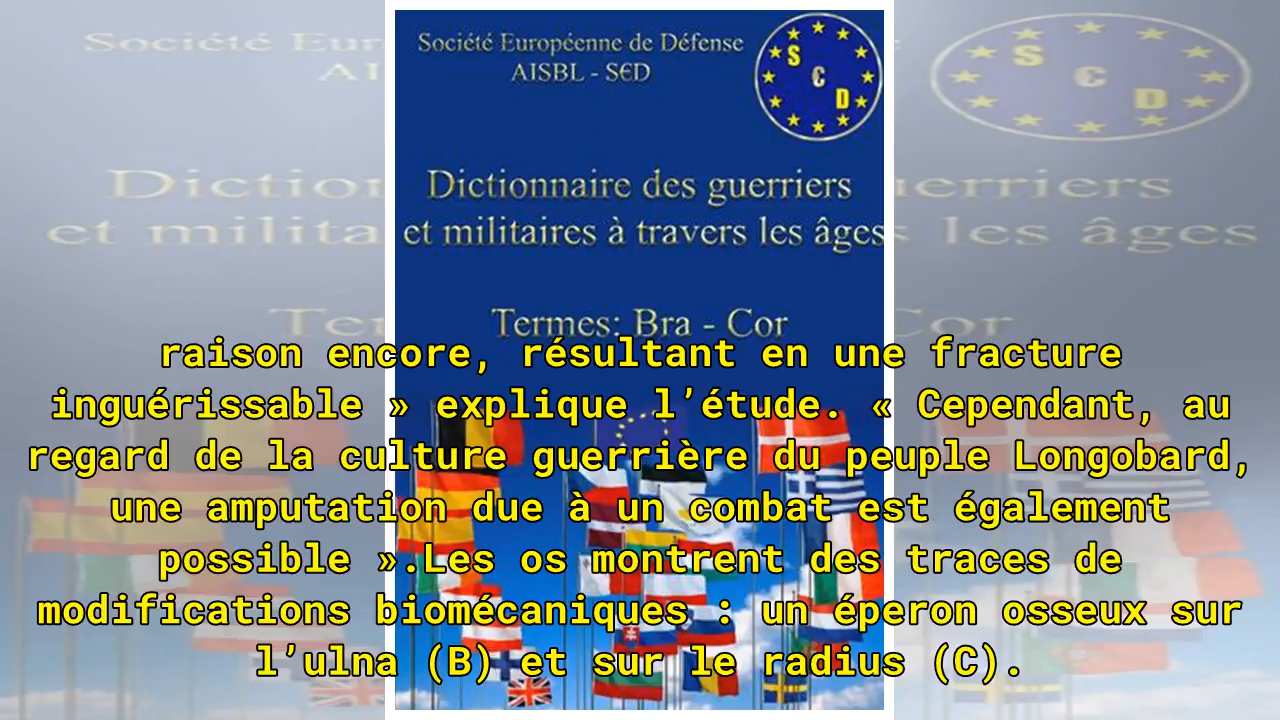 Société Européenne de Défense
AISBL - S€D
S
€
D
Dictionnaire des guerriers
et militaires à travers les âges
Termes: Bra - Cor
raison encore, résultant en une fracture
inguérissable » explique l’étude. « Cependant, au
regard de la culture guerrière du peuple Longobard,
une amputation due à un combat est également
possible ».Les os montrent des traces de
modifications biomécaniques : un éperon osseux sur
l’ulna (B) et sur le radius (C).